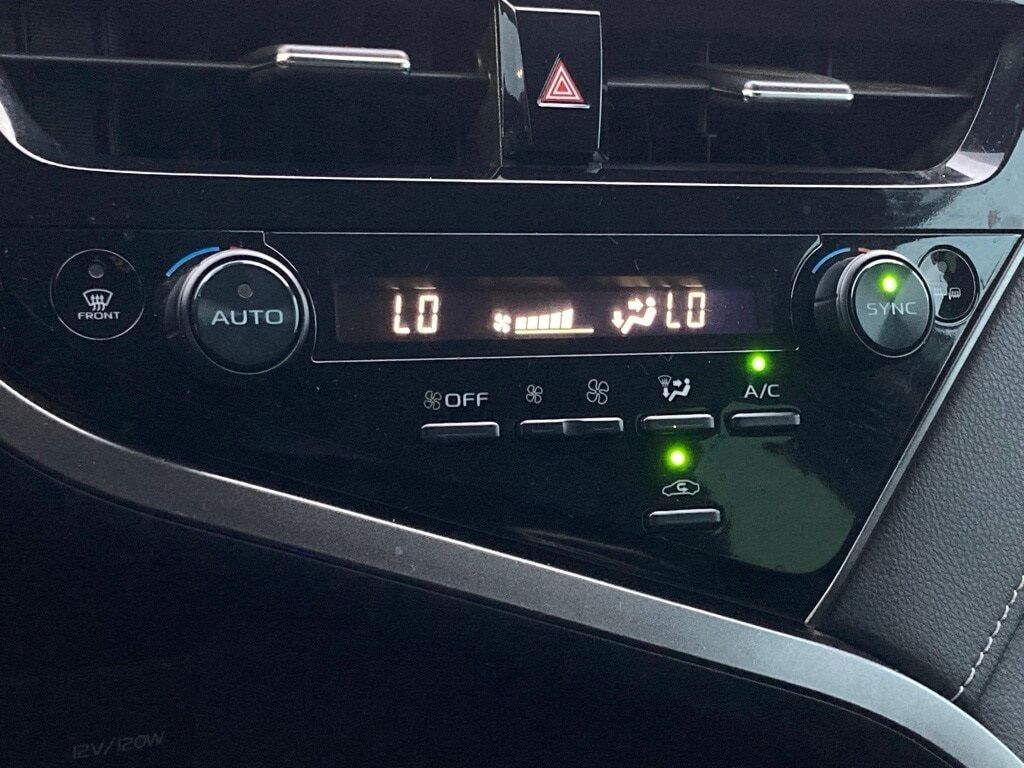 FRONT
AUTO
LO
LO
SYNC
OFF
A/C
12V/120W